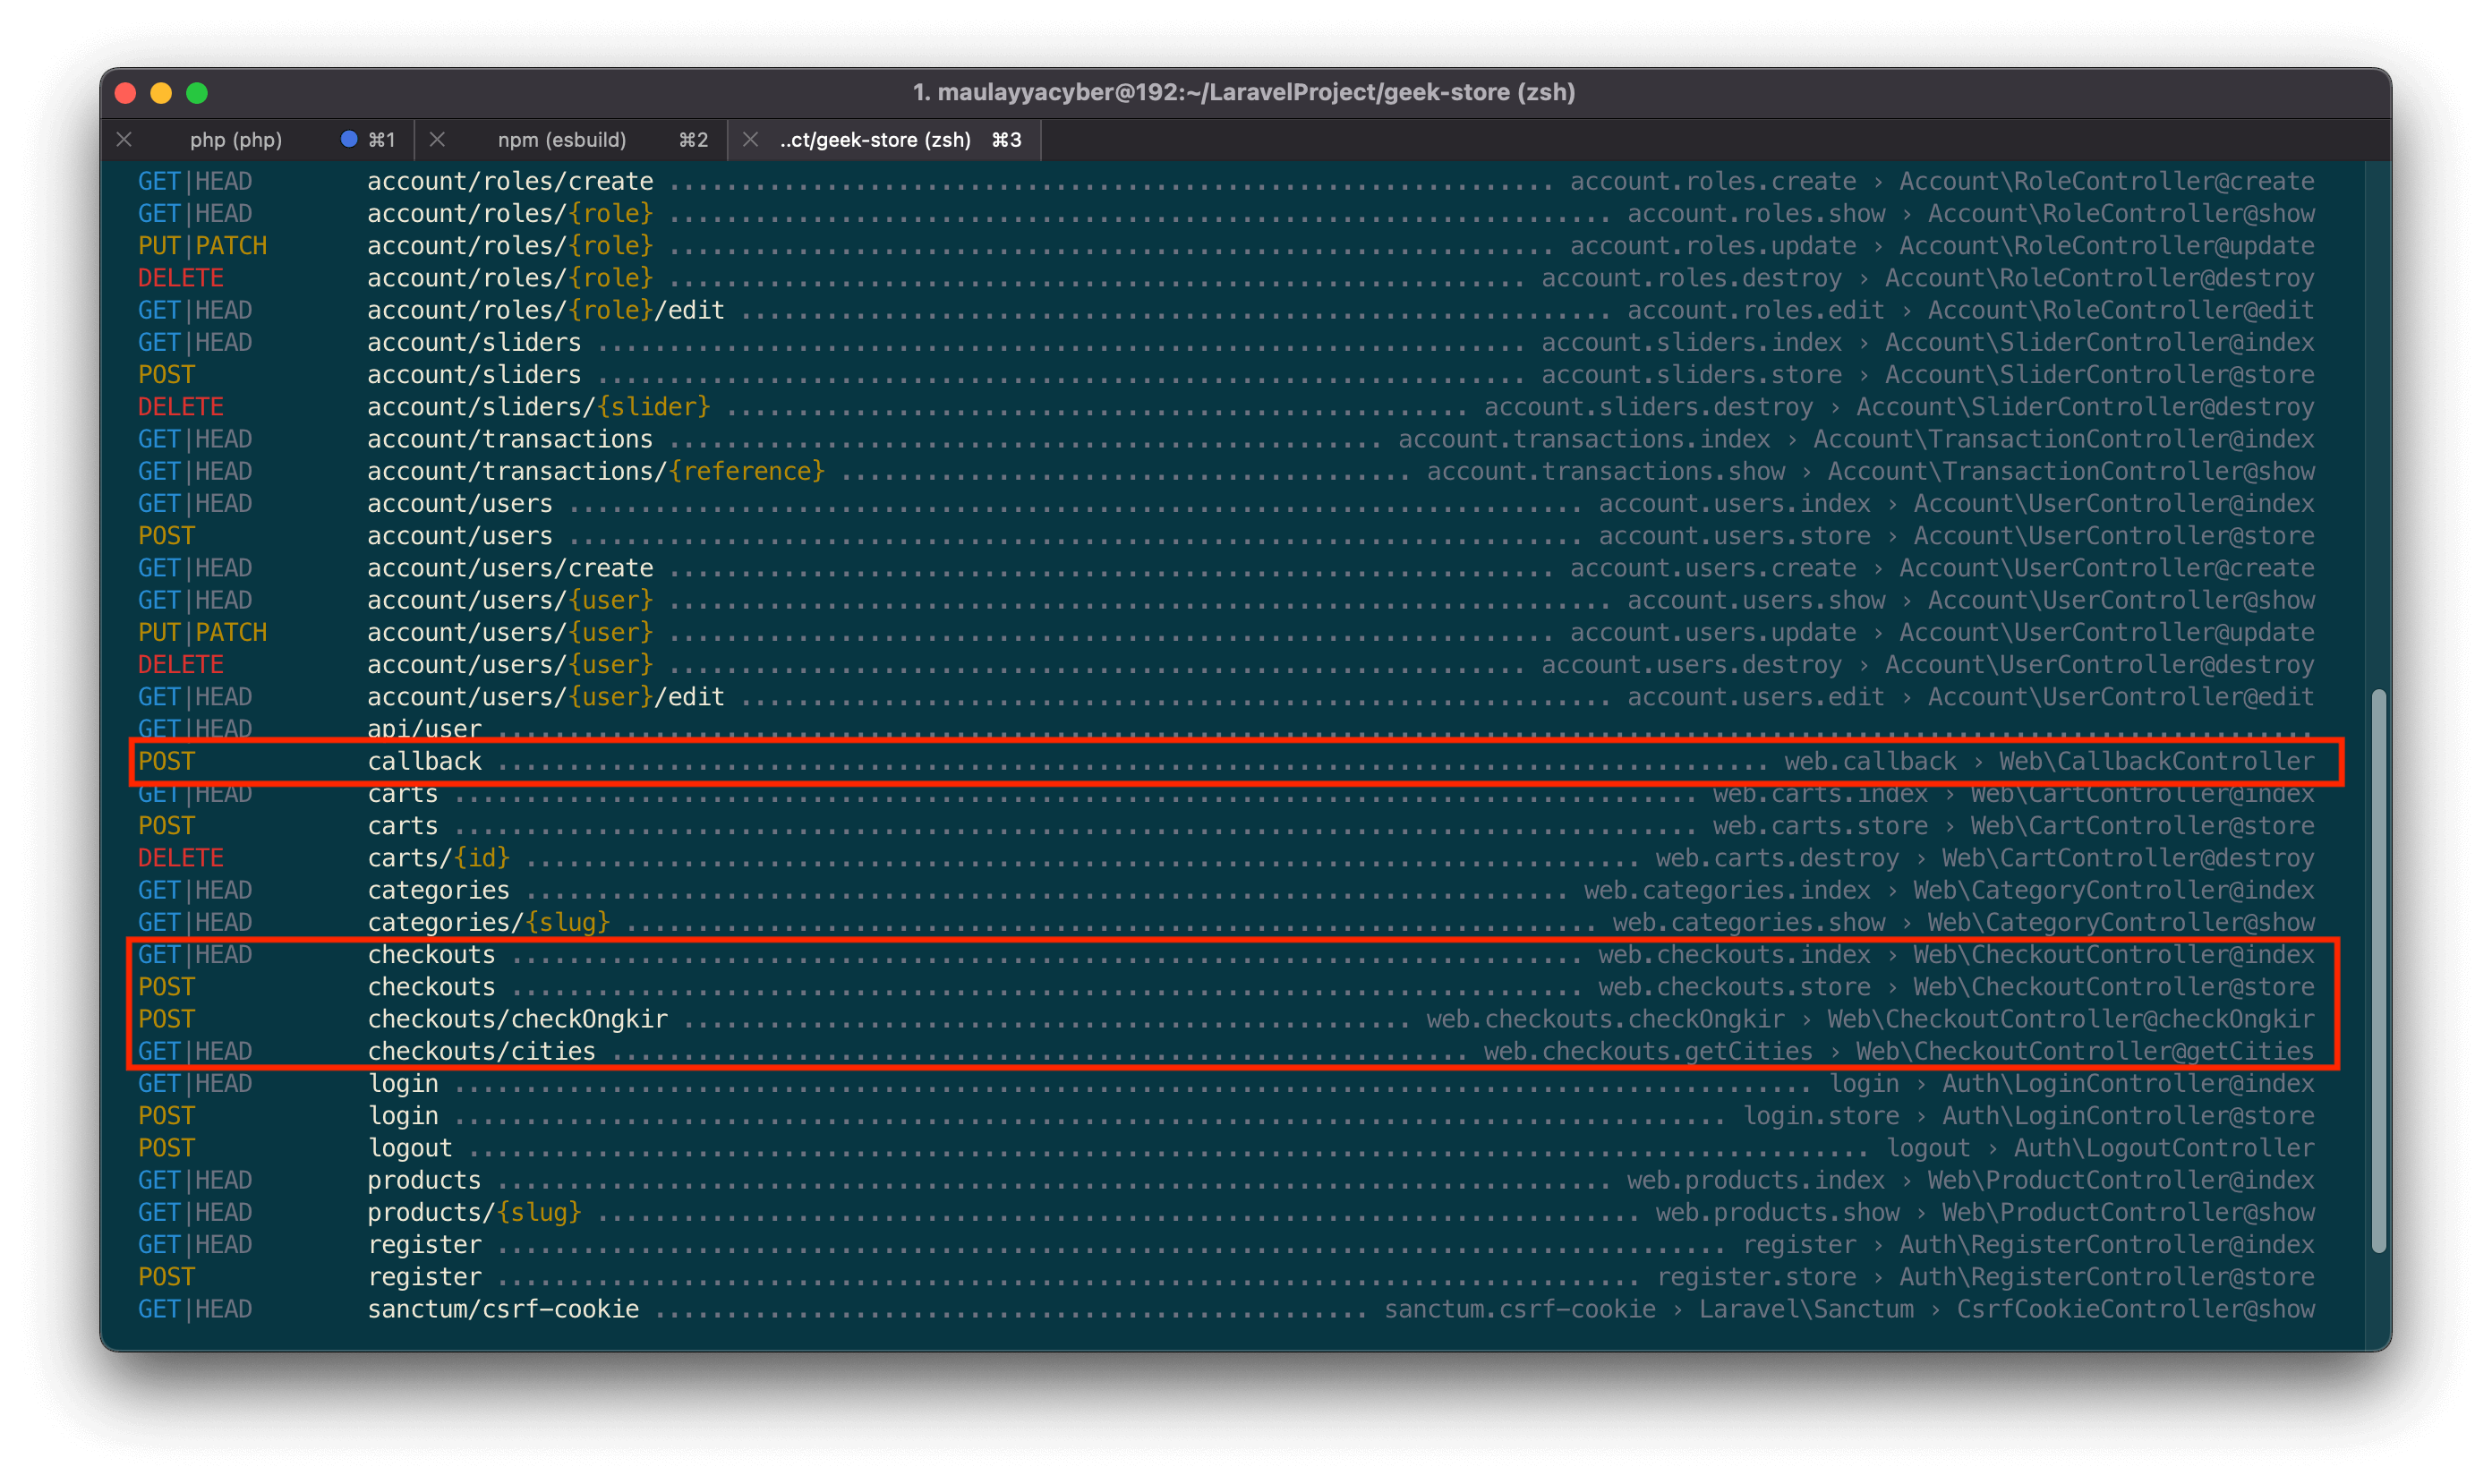 1. maulayyacyber@192:~/LaravelProject/geek-store (zsh)
php (php) ⌘1 npm (esbuild) ⌘2 ..ct/geek-store (zsh) ⌘3
GET|HEAD account/roles/create ........ account.roles.create › Account\RoleController@create
GET|HEAD account/roles/{role} ........ account.roles.show › Account\RoleController@show
PUT|PATCH account/roles/{role} ........ account.roles.update › Account\RoleController@update
DELETE account/roles/{role} ........ account.roles.destroy › Account\RoleController@destroy
GET|HEAD account/roles/{role}/edit ........ account.roles.edit › Account\RoleController@edit
GET|HEAD account/sliders ........ account.sliders.index › Account\SliderController@index
POST account/sliders ........ account.sliders.store › Account\SliderController@store
DELETE account/sliders/{slider} ........ account.sliders.destroy › Account\SliderController@destroy
GET|HEAD account/transactions ........ account.transactions.index › Account\TransactionController@index
GET|HEAD account/transactions/{reference} ........ account.transactions.show › Account\TransactionController@show
GET|HEAD account/users ........ account.users.index › Account\UserController@index
POST account/users ........ account.users.store › Account\UserController@store
GET|HEAD account/users/create ........ account.users.create › Account\UserController@create
GET|HEAD account/users/{user} ........ account.users.show › Account\UserController@show
PUT|PATCH account/users/{user} ........ account.users.update › Account\UserController@update
DELETE account/users/{user} ........ account.users.destroy › Account\UserController@destroy
GET|HEAD account/users/{user}/edit ........ account.users.edit › Account\UserController@edit
GET|HEAD api/user ........
POST callback ........ web.callback › Web\CallbackController
GET|HEAD carts ........ web.carts.index › Web\CartController@index
POST carts ........ web.carts.store › Web\CartController@store
DELETE carts/{id} ........ web.carts.destroy › Web\CartController@destroy
GET|HEAD categories ........ web.categories.index › Web\CategoryController@index
GET|HEAD categories/{slug} ........ web.categories.show › Web\CategoryController@show
GET|HEAD checkouts ........ web.checkouts.index › Web\CheckoutController@index
POST checkouts ........ web.checkouts.store › Web\CheckoutController@store
POST checkouts/checkOngkir ........ web.checkouts.checkOngkir › Web\CheckoutController@checkOngkir
GET|HEAD checkouts/cities ........ web.checkouts.getCities › Web\CheckoutController@getCities
GET|HEAD login ........ login › Auth\LoginController@index
POST login ........ login.store › Auth\LoginController@store
POST logout ........ logout › Auth\LogoutController
GET|HEAD products ........ web.products.index › Web\ProductController@index
GET|HEAD products/{slug} ........ web.products.show › Web\ProductController@show
GET|HEAD register ........ register › Auth\RegisterController@index
POST register ........ register.store › Auth\RegisterController@store
GET|HEAD sanctum/csrf-cookie ........ sanctum.csrf-cookie › Laravel\Sanctum › CsrfCookieController@show